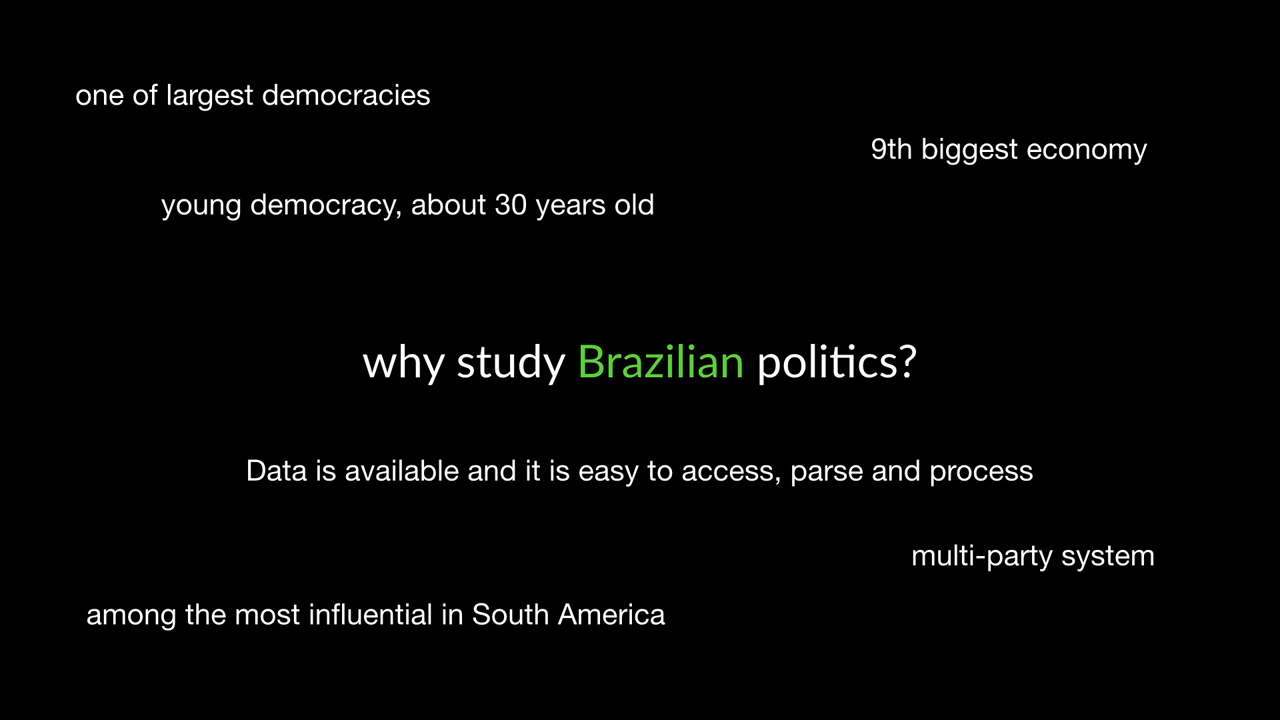 one of largest democracies
9th biggest economy
young democracy, about 30 years old
why study Brazilian politics?
Data is available and it is easy to access, parse and process
multi-party system
among the most influential in South America